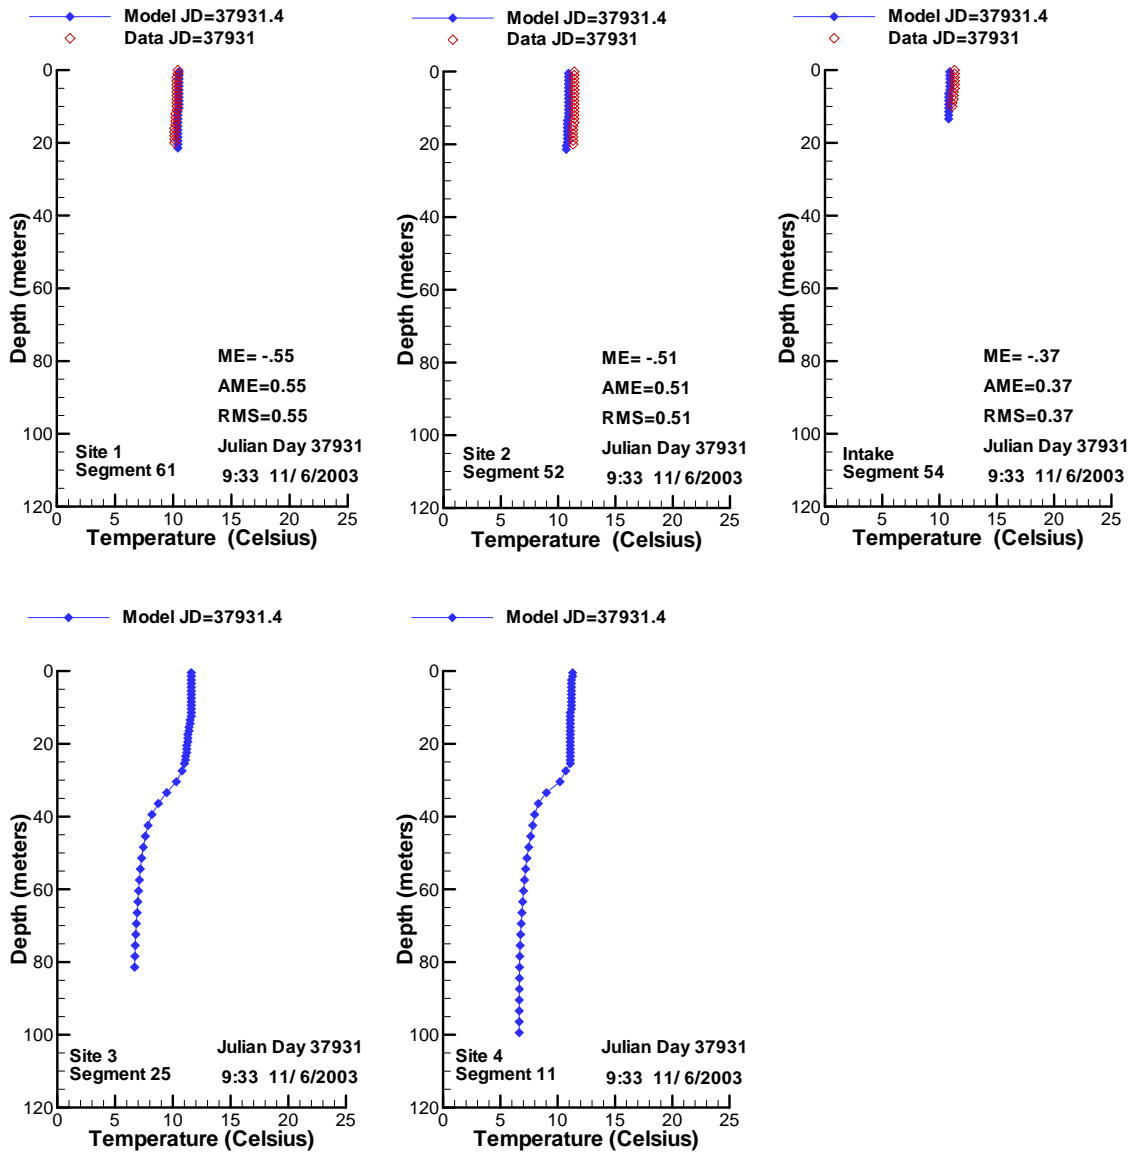 Model JD=37931.4
Data JD=37931
0
20
40
60
80
100
120
Depth (meters)
ME= -.55
AME=0.55
RMS=0.55
Julian Day 37931
9:33 11/ 6/2003
Site 1
Segment 61
0 5 10 15 20 25
Temperature (Celsius)
Model JD=37931.4
Data JD=37931
0
20
40
60
80
100
120
Depth (meters)
ME= -.51
AME=0.51
RMS=0.51
Julian Day 37931
9:33 11/ 6/2003
Site 2
Segment 52
0 5 10 15 20 25
Temperature (Celsius)
Model JD=37931.4
Data JD=37931
0
20
40
60
80
100
120
Depth (meters)
ME= -.37
AME=0.37
RMS=0.37
Julian Day 37931
9:33 11/ 6/2003
Intake
Segment 54
0 5 10 15 20 25
Temperature (Celsius)
Model JD=37931.4
0
20
40
60
80
100
120
Depth (meters)
Julian Day 37931
9:33 11/ 6/2003
Site 3
Segment 25
0 5 10 15 20 25
Temperature (Celsius)
Model JD=37931.4
0
20
40
60
80
100
120
Depth (meters)
Julian Day 37931
9:33 11/ 6/2003
Site 4
Segment 11
0 5 10 15 20 25
Temperature (Celsius)